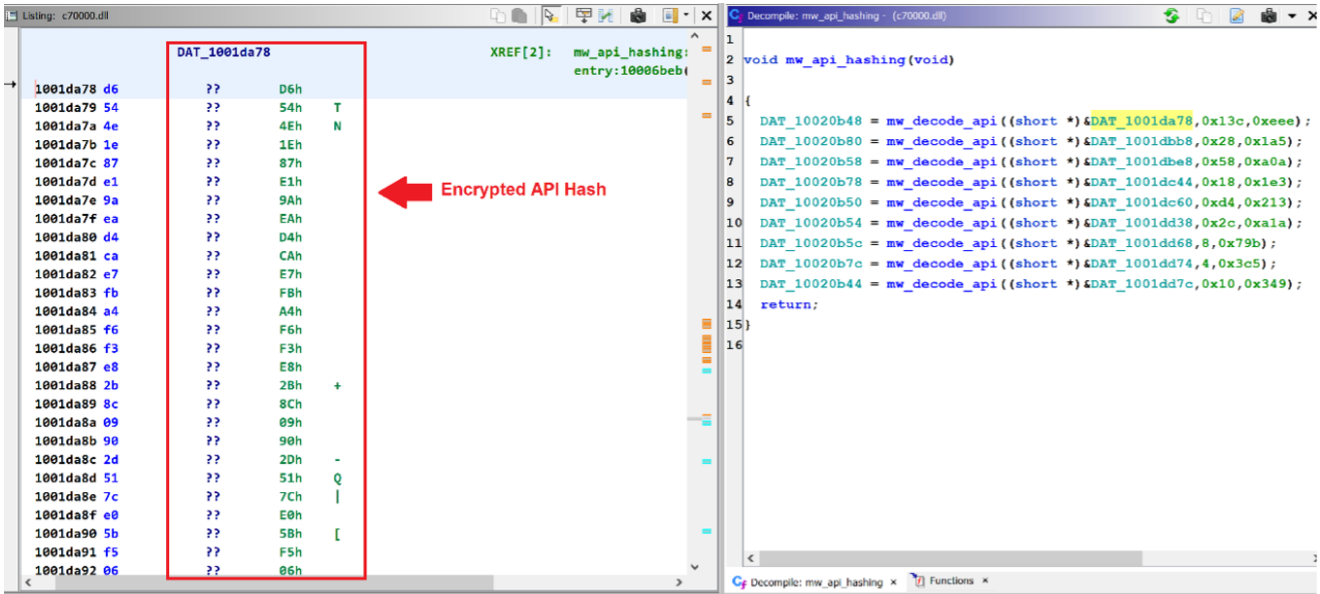 Listing: c70000.dll
DAT_1001da78 XREF[2]: mw_api_hashing:
entry:10006beb(
1001da78 d6 ?? D6h
1001da79 54 ?? 54h T
1001da7a 4e ?? 4Eh N
1001da7b 1e ?? 1Eh
1001da7c 87 ?? 87h
1001da7d e1 ?? E1h
1001da7e 9a ?? 9Ah
1001da7f ea ?? EAh
1001da80 d4 ?? D4h
1001da81 ca ?? CAh
1001da82 e7 ?? E7h
1001da83 fb ?? FBh
1001da84 a4 ?? A4h
1001da85 f6 ?? F6h
1001da86 f3 ?? F3h
1001da87 e8 ?? E8h
1001da88 2b ?? 2Bh +
1001da89 8c ?? 8Ch
1001da8a 09 ?? 09h
1001da8b 90 ?? 90h
1001da8c 2d ?? 2Dh -
1001da8d 51 ?? 51h Q
1001da8e 7c ?? 7Ch |
1001da8f e0 ?? E0h
1001da90 5b ?? 5Bh [
1001da91 f5 ?? F5h
1001da92 06 ?? 06h
Encrypted API Hash
Decompile: mw_api_hashing - (c70000.dll)
1
2 void mw_api_hashing(void)
3
4 {
5 DAT_10020b48 = mw_decode_api((short *)&DAT_1001da78,0x13c,0xeee);
6 DAT_10020b80 = mw_decode_api((short *)&DAT_1001dbb8,0x28,0x1a5);
7 DAT_10020b58 = mw_decode_api((short *)&DAT_1001dbe8,0x58,0xa0a);
8 DAT_10020b78 = mw_decode_api((short *)&DAT_1001dc44,0x18,0x1e3);
9 DAT_10020b50 = mw_decode_api((short *)&DAT_1001dc60,0xd4,0x213);
10 DAT_10020b54 = mw_decode_api((short *)&DAT_1001dd38,0x2c,0xa1a);
11 DAT_10020b5c = mw_decode_api((short *)&DAT_1001dd68,8,0x79b);
12 DAT_10020b7c = mw_decode_api((short *)&DAT_1001dd74,4,0x3c5);
13 DAT_10020b44 = mw_decode_api((short *)&DAT_1001dd7c,0x10,0x349);
14 return;
15 }
16
Decompile: mw_api_hashing × Functions ×